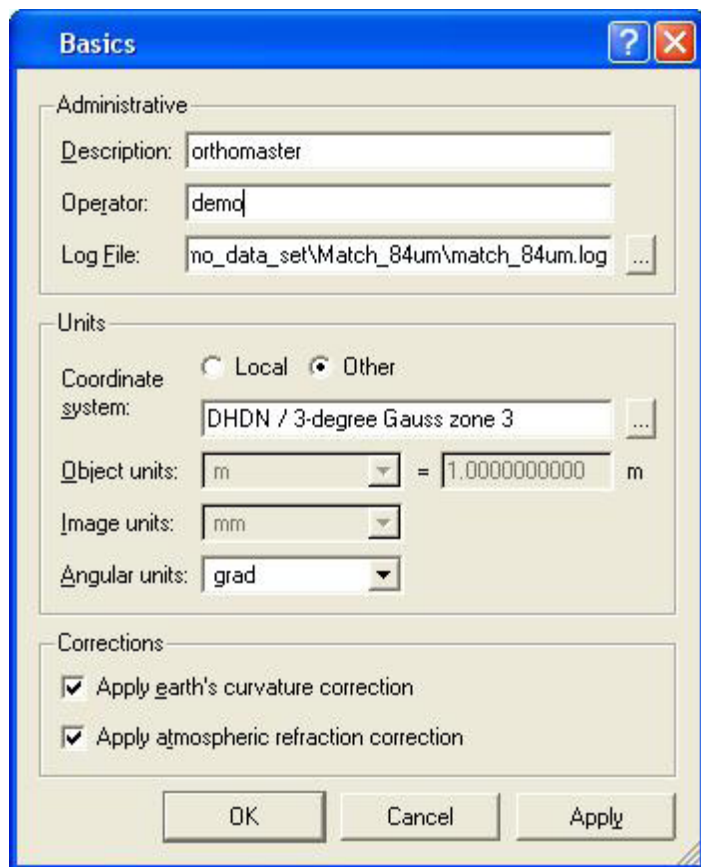 Basics
Administrative
Description: orthomaster
Operator: demo
Log File: no_data_set\Match_84um\match_84um.log ...
Units
Local Other
Coordinate system:
DHDN / 3-degree Gauss zone 3 ...
Object units: m = 1.0000000000 m
Image units: mm
Angular units: grad
Corrections
Apply earth's curvature correction
Apply atmospheric refraction correction
OK Cancel Apply